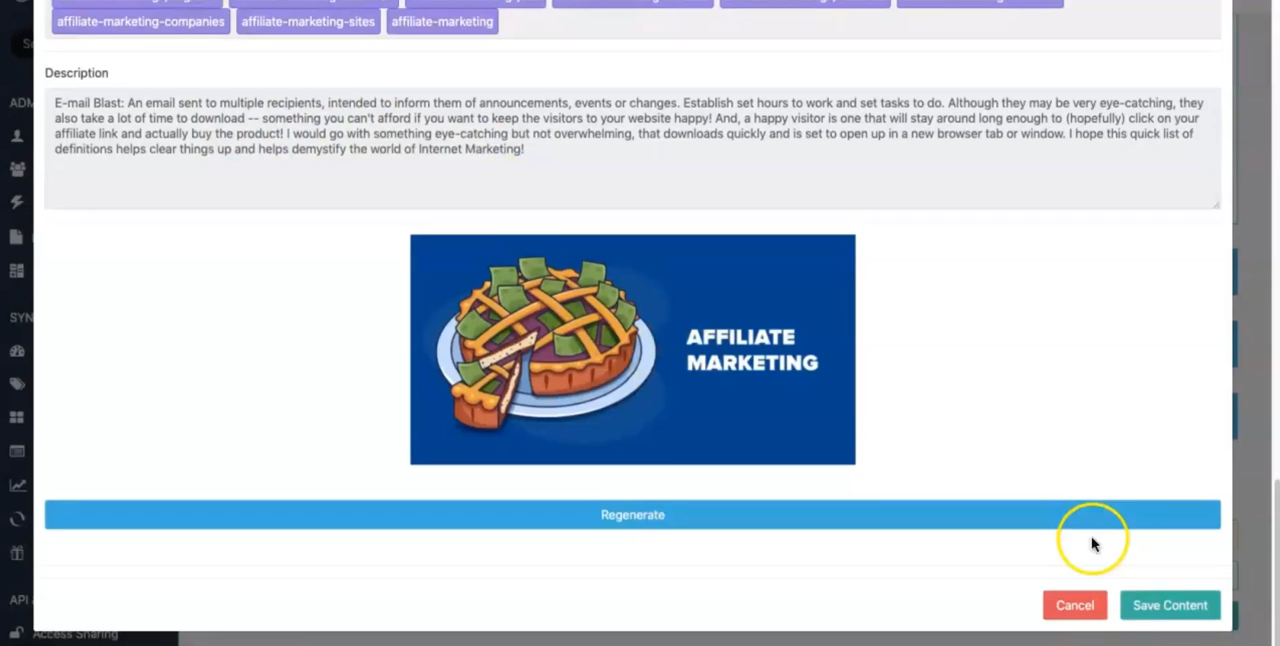 affiliate-marketing-companies affiliate-marketing-sites affiliate-marketing
Description
E-mail Blast: An email sent to multiple recipients, intended to inform them of announcements, events or changes. Establish set hours to work and set tasks to do. Although they may be very eye-catching, they
also take a lot of time to download -- something you can't afford if you want to keep the visitors to your website happy! And, a happy visitor is one that will stay around long enough to (hopefully) click on your
affiliate link and actually buy the product! I would go with something eye-catching but not overwhelming, that downloads quickly and is set to open up in a new browser tab or window. I hope this quick list of
definitions helps clear things up and helps demystify the world of Internet Marketing!
AFFILIATE
MARKETING
Regenerate
Cancel Save Content
ADM
SYN
API
Access Sharing